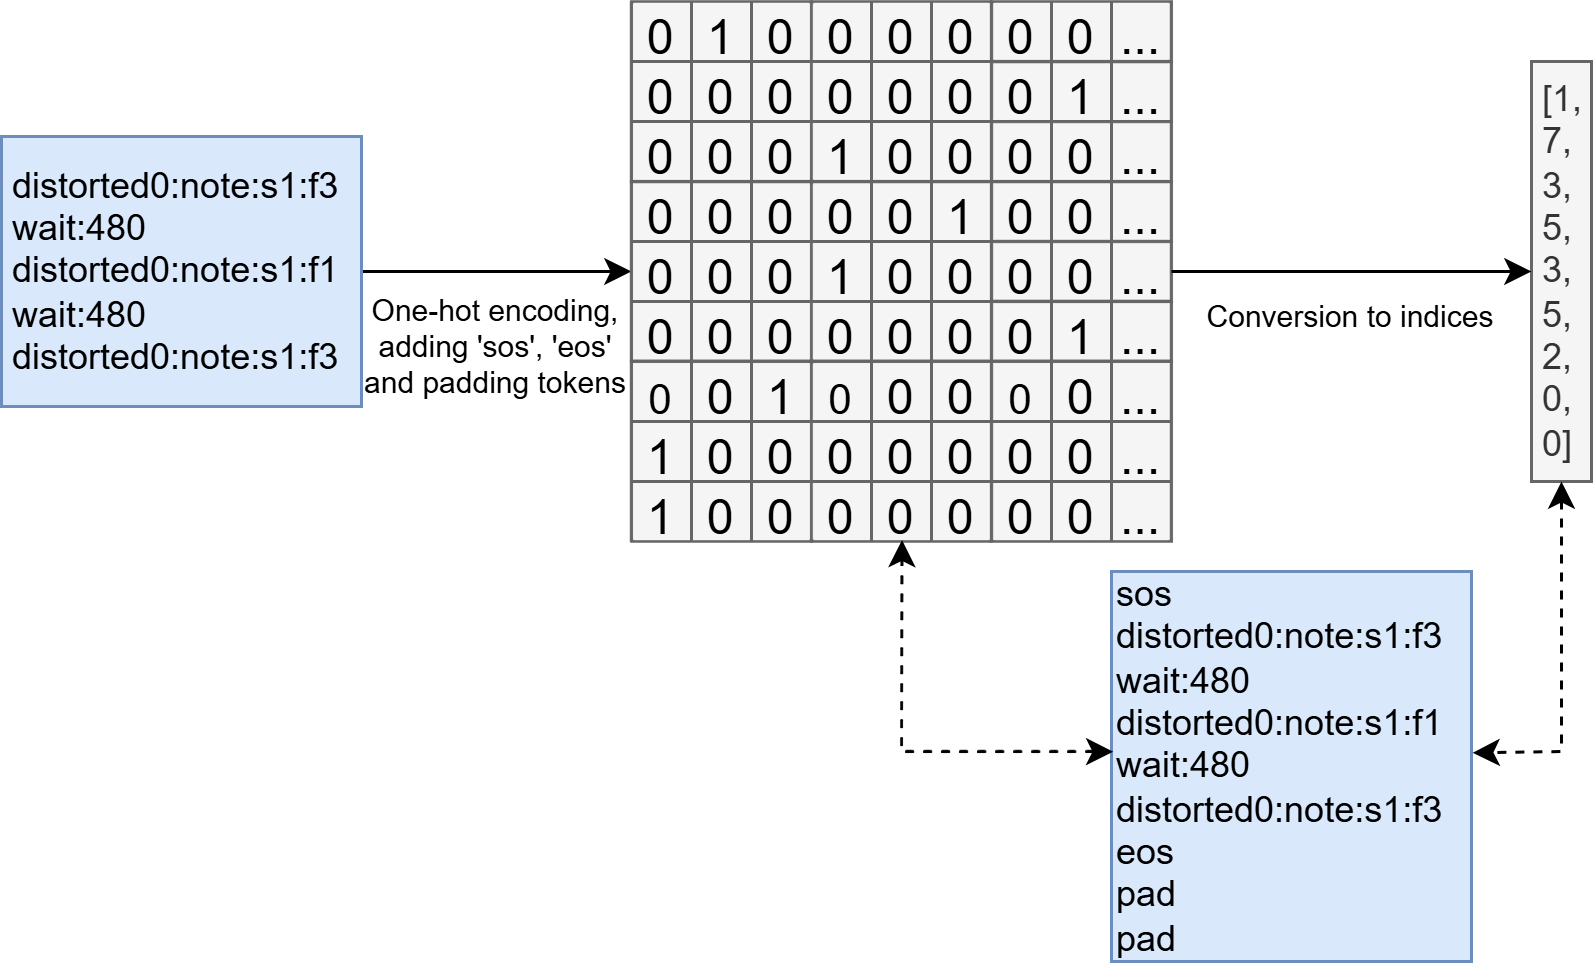 distorted0:note:s1:f3
wait:480
distorted0:note:s1:f1
wait:480
distorted0:note:s1:f3
One-hot encoding,
adding 'sos', 'eos'
and padding tokens
0 1 0 0 0 0 0 0 ...
0 0 0 0 0 0 0 1 ...
0 0 0 1 0 0 0 0 ...
0 0 0 0 0 1 0 0 ...
0 0 0 1 0 0 0 0 ...
0 0 0 0 0 0 0 1 ...
0 0 1 0 0 0 0 0 ...
1 0 0 0 0 0 0 0 ...
1 0 0 0 0 0 0 0 ...
Conversion to indices
[1,
7,
3,
5,
3,
5,
2,
0,
0]
sos
distorted0:note:s1:f3
wait:480
distorted0:note:s1:f1
wait:480
distorted0:note:s1:f3
eos
pad
pad